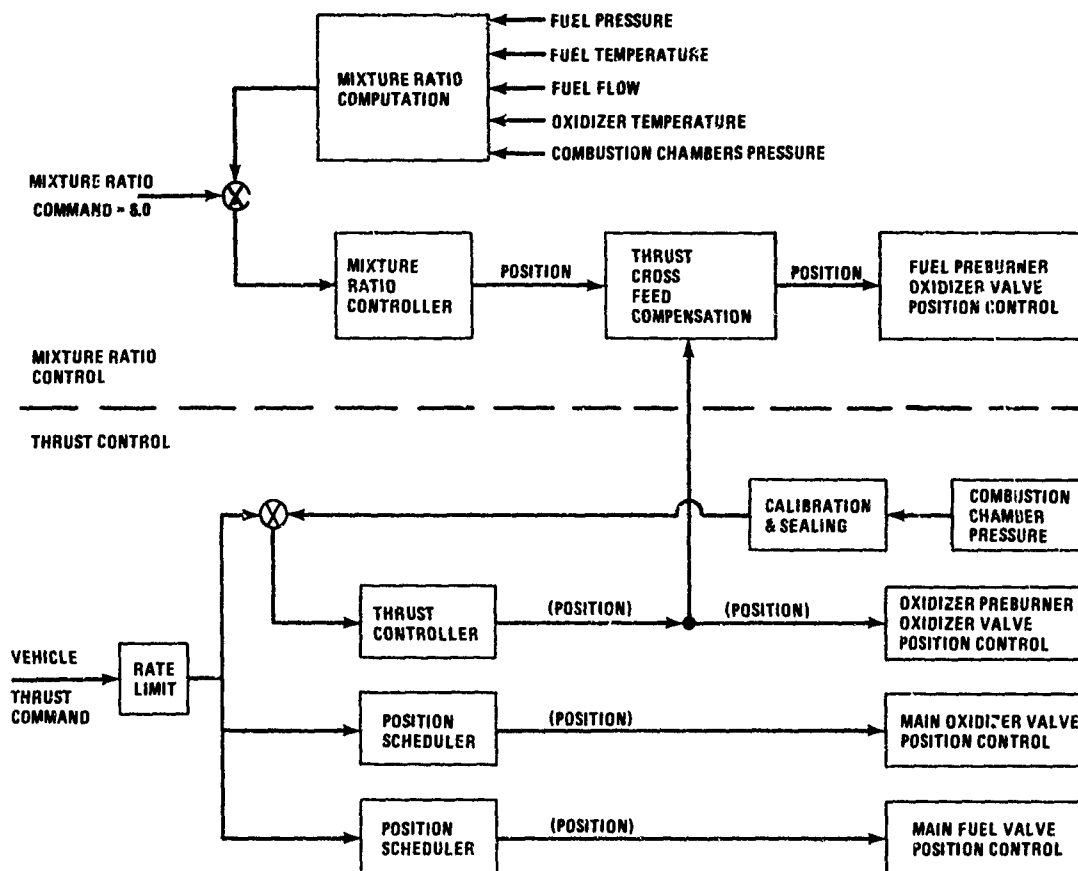 FUEL PRESSURE
FUEL TEMPERATURE
FUEL FLOW
OXIDIZER TEMPERATURE
COMBUSTION CHAMBERS PRESSURE
MIXTURE RATIO
COMPUTATION
MIXTURE RATIO
COMMAND = 6.0
MIXTURE
RATIO
CONTROLLER
POSITION
THRUST
CROSS
FEED
COMPENSATION
POSITION
FUEL PREBURNER
OXIDIZER VALVE
POSITION CONTROL
MIXTURE RATIO
CONTROL
THRUST CONTROL
CALIBRATION
& SEALING
COMBUSTION
CHAMBER
PRESSURE
THRUST
CONTROLLER
(POSITION)
(POSITION)
OXIDIZER PREBURNER
OXIDIZER VALVE
POSITION CONTROL
VEHICLE
THRUST
COMMAND
RATE
LIMIT
POSITION
SCHEDULER
(POSITION)
MAIN OXIDIZER VALVE
POSITION CONTROL
POSITION
SCHEDULER
(POSITION)
MAIN FUEL VALVE
POSITION CONTROL